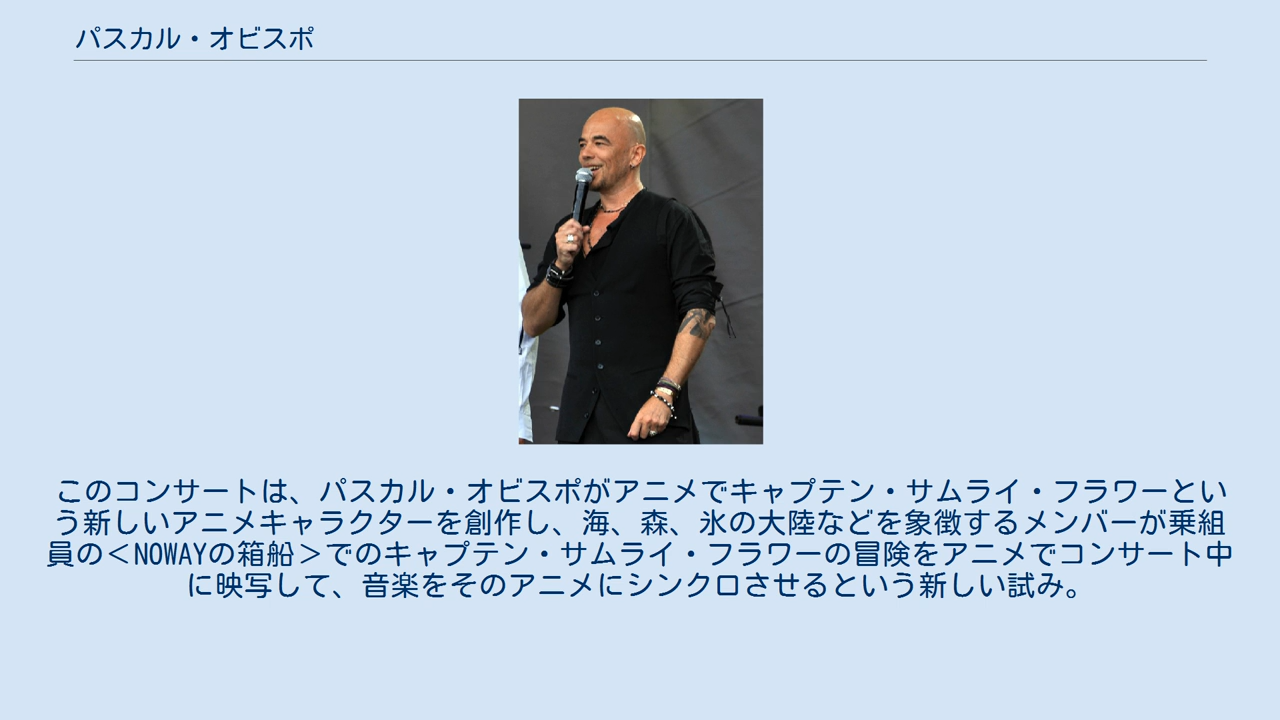 パスカル・オビスポ
このコンサートは、パスカル・オビスポがアニメでキャプテン・サムライ・フラワーとい
う新しいアニメキャラクターを創作し、海、森、氷の大陸などを象徴するメンバーが乗組
員の＜NOWAYの箱船＞でのキャプテン・サムライ・フラワーの冒険をアニメでコンサート中
に映写して、音楽をそのアニメにシンクロさせるという新しい試み。